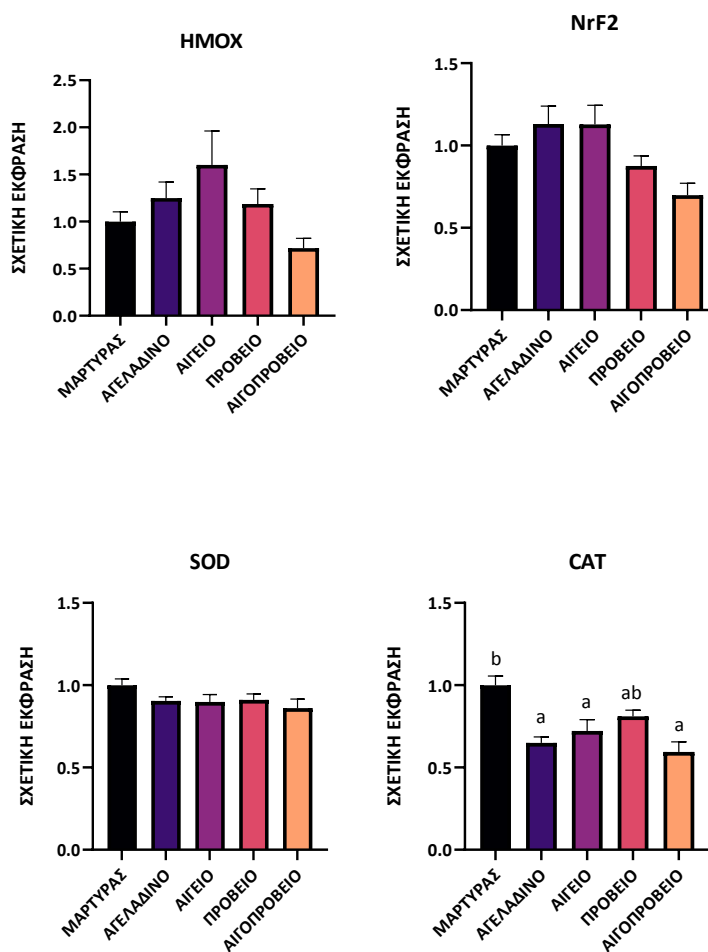 HMOX
ΣΧΕΤΙΚΗ ΕΚΦΡΑΣΗ
2.5
2.0
1.5
1.0
0.5
0.0
ΜΑΡΤΥΡΑΣ
ΑΓΕΛΑΔΙΝΟ
ΑΙΓΕΙΟ
ΠΡΟΒΕΙΟ
ΑΙΓΟΠΡΟΒΕΙΟ
NrF2
ΣΧΕΤΙΚΗ ΕΚΦΡΑΣΗ
1.5
1.0
0.5
0.0
ΜΑΡΤΥΡΑΣ
ΑΓΕΛΑΔΙΝΟ
ΑΙΓΕΙΟ
ΠΡΟΒΕΙΟ
ΑΙΓΟΠΡΟΒΕΙΟ
SOD
ΣΧΕΤΙΚΗ ΕΚΦΡΑΣΗ
1.5
1.0
0.5
0.0
ΜΑΡΤΥΡΑΣ
ΑΓΕΛΑΔΙΝΟ
ΑΙΓΕΙΟ
ΠΡΟΒΕΙΟ
ΑΙΓΟΠΡΟΒΕΙΟ
CAT
ΣΧΕΤΙΚΗ ΕΚΦΡΑΣΗ
1.5
1.0
0.5
0.0
b
a
a
ab
a
ΜΑΡΤΥΡΑΣ
ΑΓΕΛΑΔΙΝΟ
ΑΙΓΕΙΟ
ΠΡΟΒΕΙΟ
ΑΙΓΟΠΡΟΒΕΙΟ